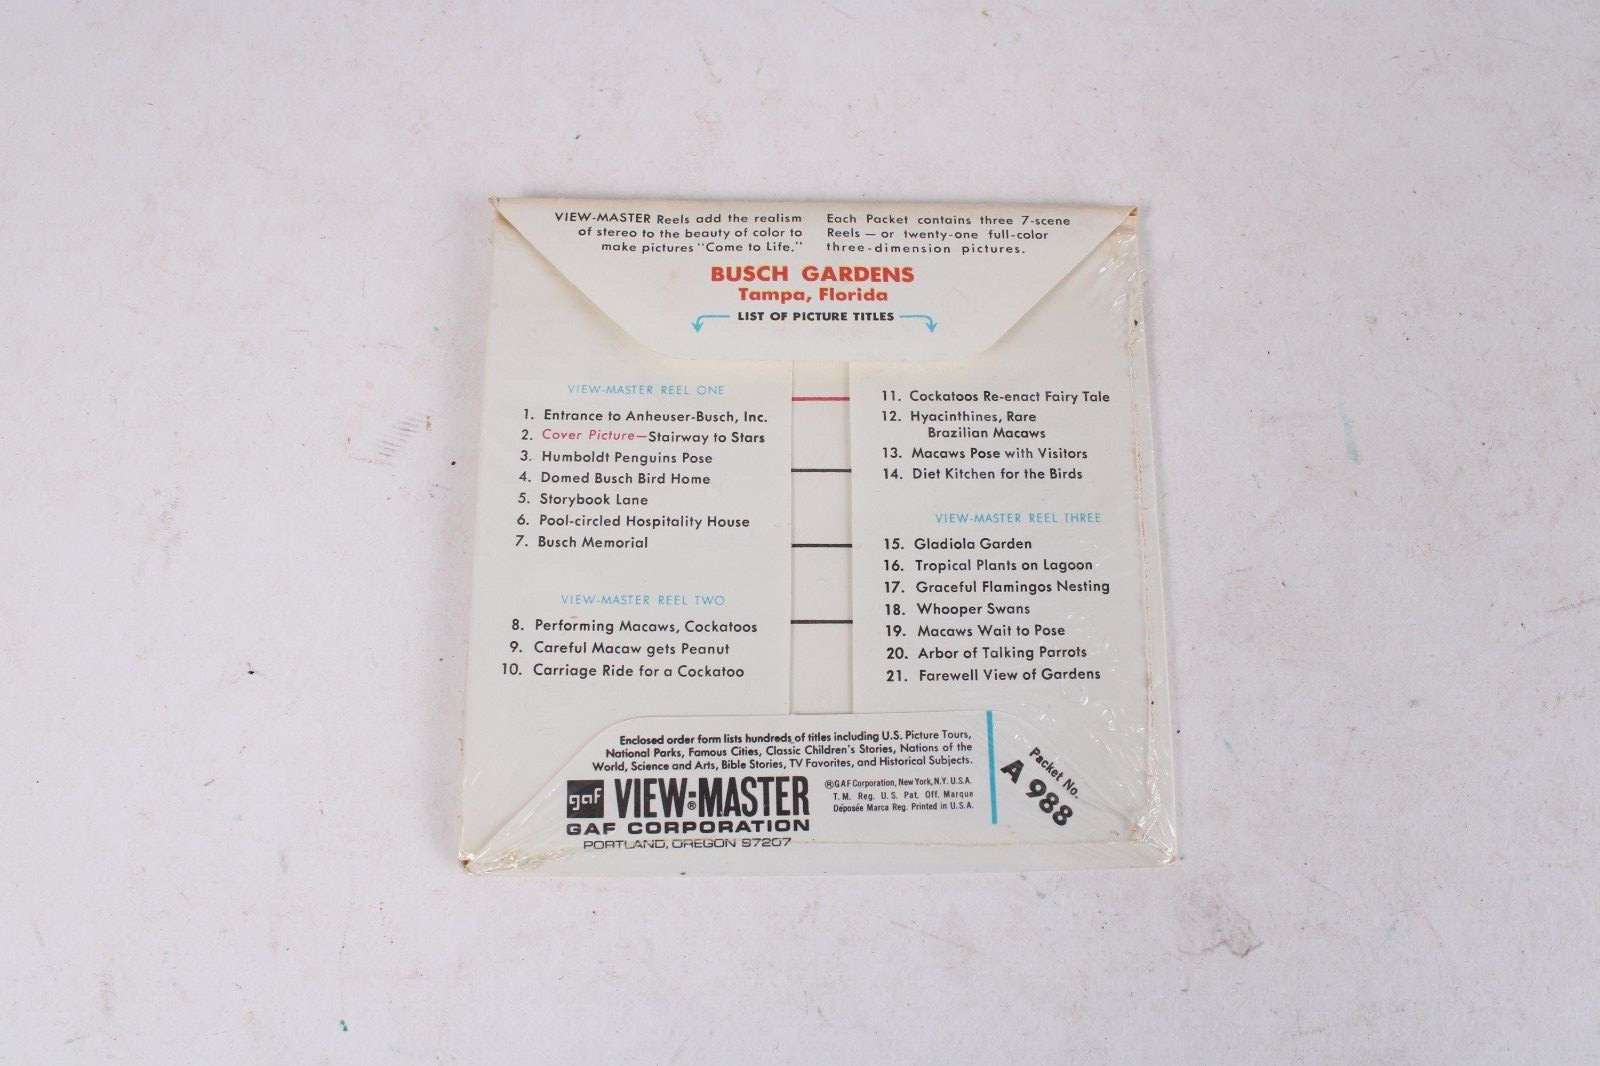 VIEW-MASTER Reels add the realism
of stereo to the beauty of color to
make pictures "Come to Life."
Each Packet contains three 7-scene
Reels — or twenty-one full-color
three-dimension pictures.
BUSCH GARDENS
Tampa, Florida
LIST OF PICTURE TITLES
VIEW-MASTER REEL ONE
1. Entrance to Anheuser-Busch, Inc.
2. Cover Picture—Stairway to Stars
3. Humboldt Penguins Pose
4. Domed Busch Bird Home
5. Storybook Lane
6. Pool-circled Hospitality House
7. Busch Memorial
VIEW-MASTER REEL TWO
8. Performing Macaws, Cockatoos
9. Careful Macaw gets Peanut
10. Carriage Ride for a Cockatoo
11. Cockatoos Re-enact Fairy Tale
12. Hyacinthines, Rare
Brazilian Macaws
13. Macaws Pose with Visitors
14. Diet Kitchen for the Birds
VIEW-MASTER REEL THREE
15. Gladiola Garden
16. Tropical Plants on Lagoon
17. Graceful Flamingos Nesting
18. Whooper Swans
19. Macaws Wait to Pose
20. Arbor of Talking Parrots
21. Farewell View of Gardens
Enclosed order form lists hundreds of titles including U.S. Picture Tours,
National Parks, Famous Cities, Classic Children's Stories, Nations of the
World, Science and Arts, Bible Stories, TV Favorites, and Historical Subjects.
gaf VIEW-MASTER®
GAF CORPORATION
PORTLAND, OREGON 97207
®GAF Corporation, New York, N.Y. U.S.A.
T.M. Reg. U.S. Pat. Off. Marque
Déposée Marca Reg. Printed in U.S.A.
Packet No.
A 988